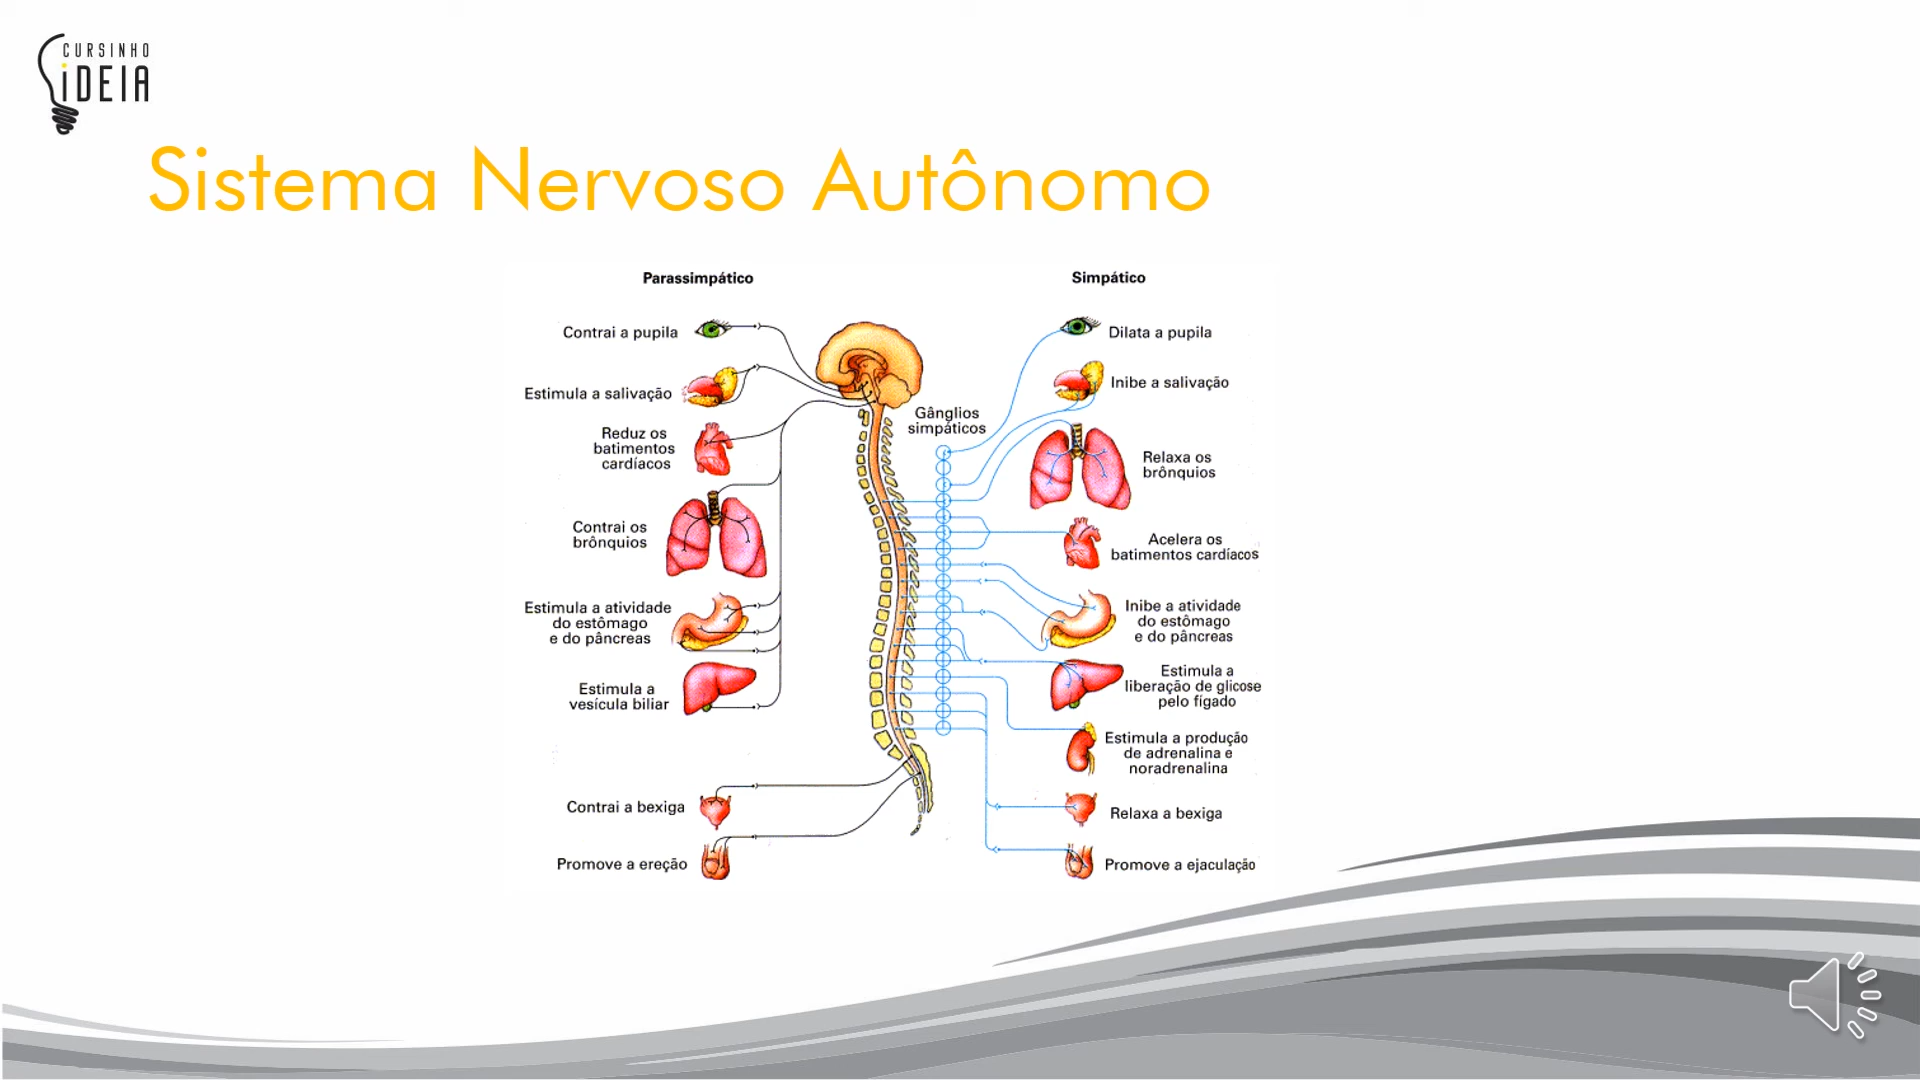 CURSINHO
iDEIA
Sistema Nervoso Autônomo
Parassimpático
Contrai a pupila
Estimula a salivação
Reduz os
batimentos
cardíacos
Contrai os
brônquios
Estimula a atividade
do estômago
e do pâncreas
Estimula a
vesícula biliar
Contrai a bexiga
Promove a ereção
Gânglios
simpáticos
Simpático
Dilata a pupila
Inibe a salivação
Relaxa os
brônquios
Acelera os
batimentos cardíacos
Inibe a atividade
do estômago
e do pâncreas
Estimula a
liberação de glicose
pelo fígado
Estimula a produção
de adrenalina e
noradrenalina
Relaxa a bexiga
Promove a ejaculação